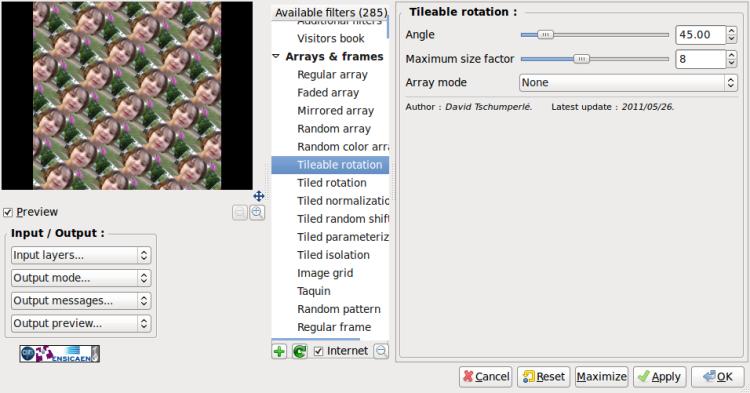 Preview
Input / Output :
Input layers...
Output mode...
Output messages...
Output preview...
ENSICAEN
Available filters (285)
Visitors book
Arrays & frames
Regular array
Faded array
Mirrored array
Random array
Random color arr
Tileable rotation
Tiled rotation
Tiled normalizatio
Tiled random shift
Tiled parameteriz
Tiled isolation
Image grid
Taquin
Random pattern
Regular frame
Internet
Tileable rotation :
Angle 45.00
Maximum size factor 8
Array mode None
Author : David Tschumperlé. Latest update : 2011/05/26.
Cancel Reset Maximize Apply OK